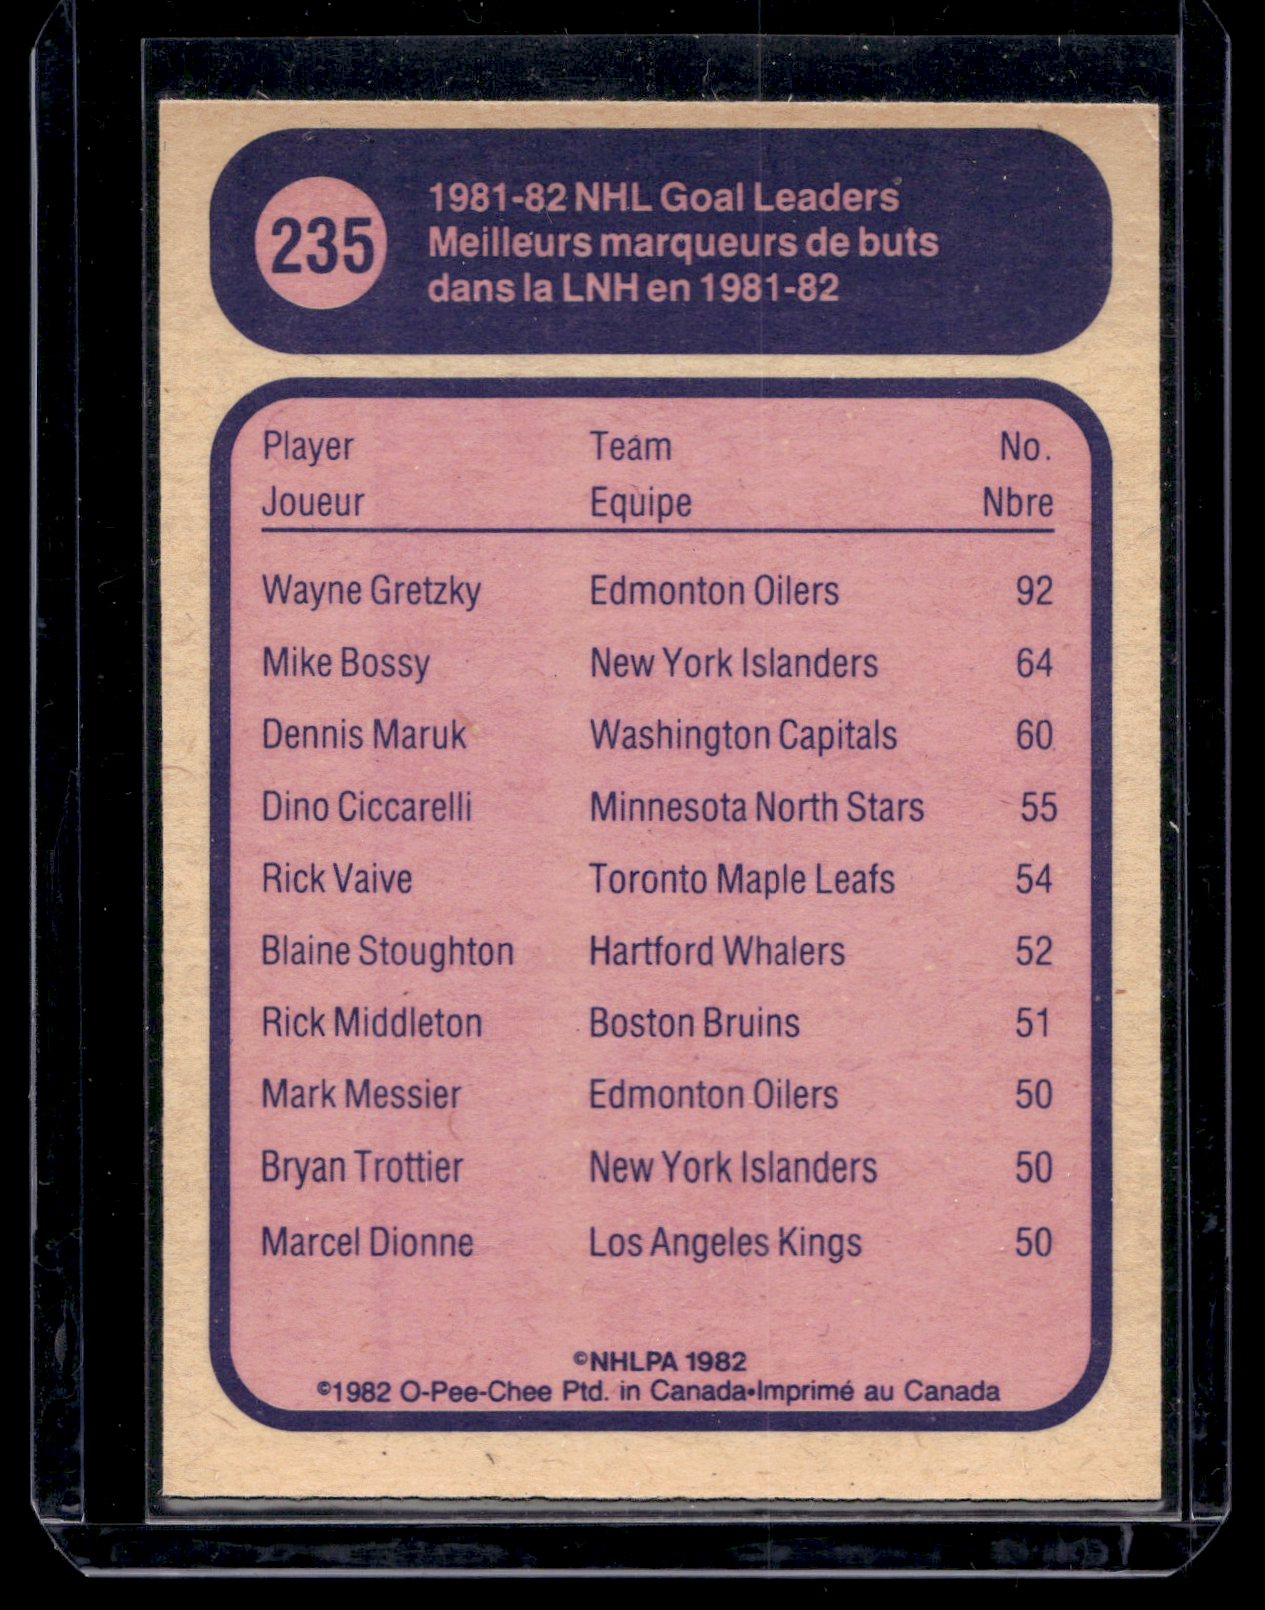 235
1981-82 NHL Goal Leaders
Meilleurs marqueurs de buts
dans la LNH en 1981-82
Player Team No.
Joueur Equipe Nbre
Wayne Gretzky Edmonton Oilers 92
Mike Bossy New York Islanders 64
Dennis Maruk Washington Capitals 60
Dino Ciccarelli Minnesota North Stars 55
Rick Vaive Toronto Maple Leafs 54
Blaine Stoughton Hartford Whalers 52
Rick Middleton Boston Bruins 51
Mark Messier Edmonton Oilers 50
Bryan Trottier New York Islanders 50
Marcel Dionne Los Angeles Kings 50
©NHLPA 1982
©1982 O-Pee-Chee Ptd. in Canada•Imprimé au Canada